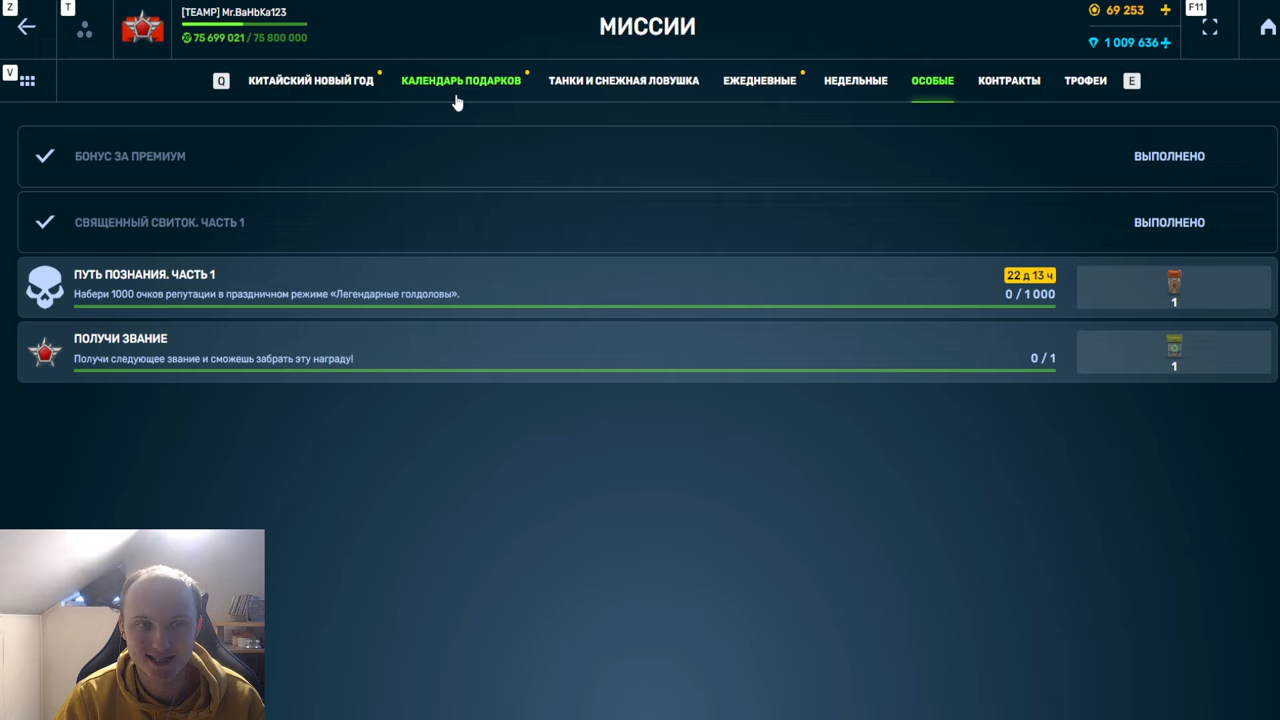 Z
T
[TEAMP] Mr.BaHbKa123
75 699 021 / 75 800 000
МИССИИ
69 253 +
1 009 636 +
F11
V
Q
КИТАЙСКИЙ НОВЫЙ ГОД
КАЛЕНДАРЬ ПОДАРКОВ
ТАНКИ И СНЕЖНАЯ ЛОВУШКА
ЕЖЕДНЕВНЫЕ
НЕДЕЛЬНЫЕ
ОСОБЫЕ
КОНТРАКТЫ
ТРОФЕИ
E
БОНУС ЗА ПРЕМИУМ
ВЫПОЛНЕНО
СВЯЩЕННЫЙ СВИТОК. ЧАСТЬ 1
ВЫПОЛНЕНО
ПУТЬ ПОЗНАНИЯ. ЧАСТЬ 1
22 д 13 ч
Набери 1000 очков репутации в праздничном режиме «Легендарные голдоловы».
0 / 1 000
1
ПОЛУЧИ ЗВАНИЕ
Получи следующее звание и сможешь забрать эту награду!
0 / 1
1